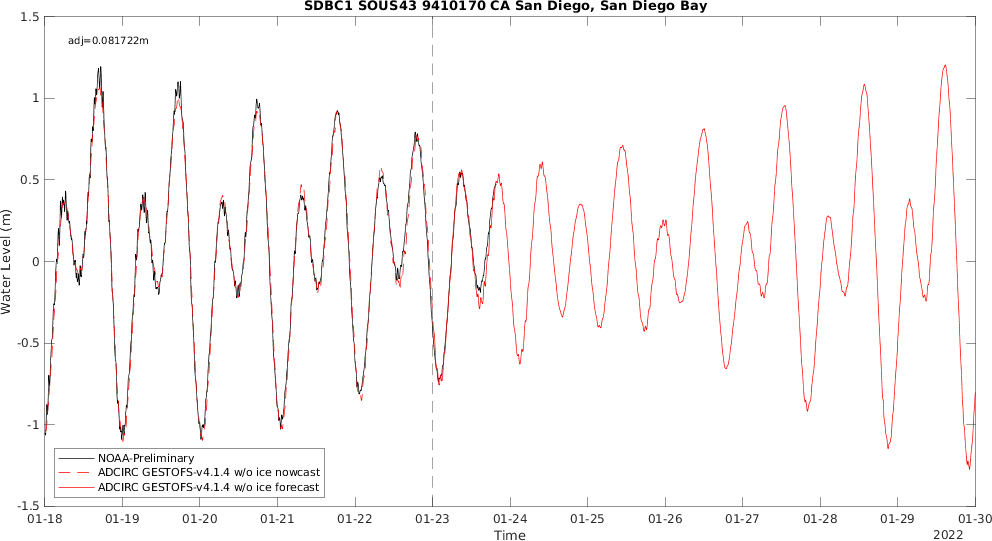 SDBC1 SOUS43 9410170 CA San Diego, San Diego Bay
adj=0.081722m
Water Level (m)
1.5
1
0.5
0
-0.5
-1
-1.5
NOAA-Preliminary
ADCIRC GESTOFS-v4.1.4 w/o ice nowcast
ADCIRC GESTOFS-v4.1.4 w/o ice forecast
01-18 01-19 01-20 01-21 01-22 01-23 01-24 01-25 01-26 01-27 01-28 01-29 01-30
Time
2022